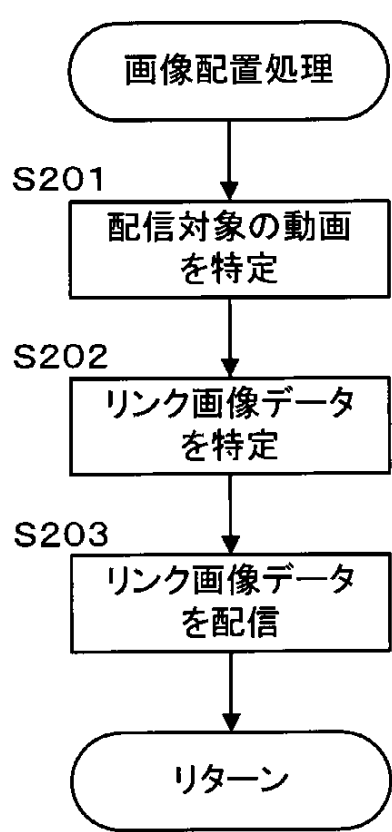 画像配置処理
S201
配信対象の動画
を特定
S202
リンク画像データ
を特定
S203
リンク画像データ
を配信
リターン